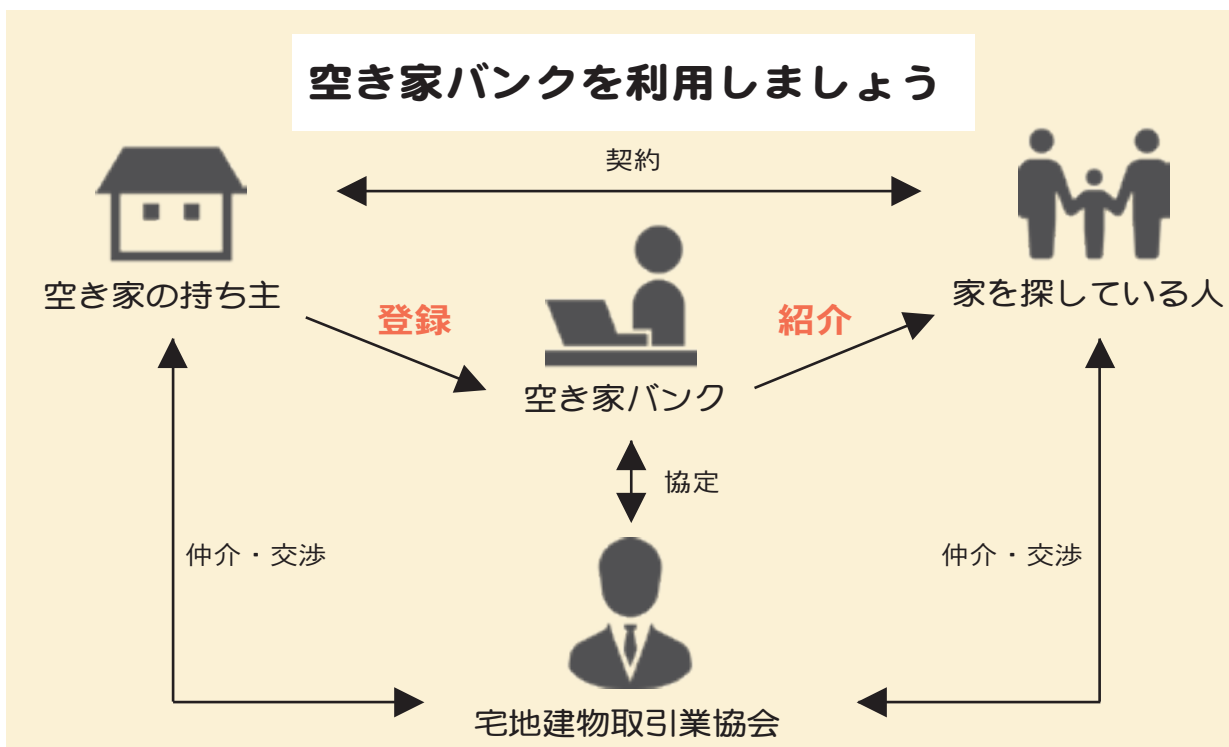 空き家バンクを利用しましょう
契約
空き家の持ち主
家を探している人
登録
紹介
空き家バンク
協定
仲介・交渉
仲介・交渉
宅地建物取引業協会